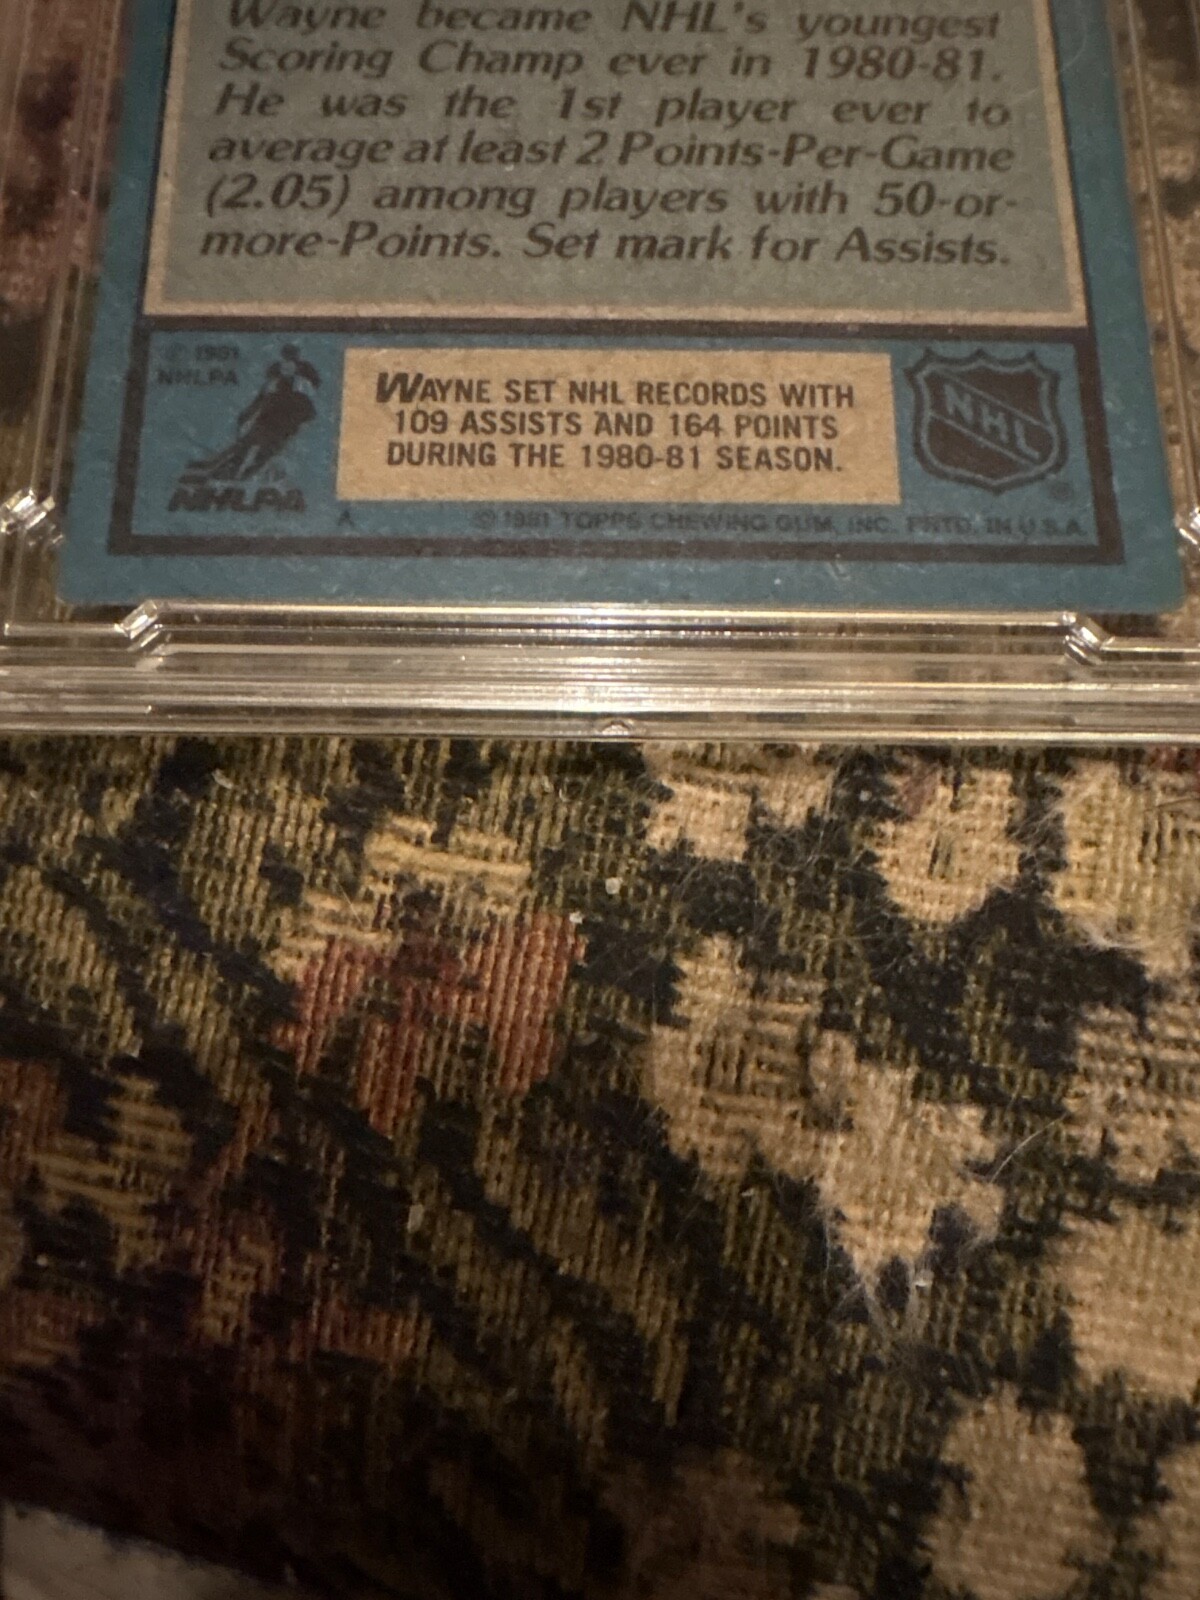 Wayne became NHL's youngest
Scoring Champ ever in 1980-81.
He was the 1st player ever to
average at least 2 Points-Per-Game
(2.05) among players with 50-or-
more-Points. Set mark for Assists.
© 1981
NHLPA
NHLPA
WAYNE SET NHL RECORDS WITH
109 ASSISTS AND 164 POINTS
DURING THE 1980-81 SEASON.
NHL
®
A
© 1981 TOPPS CHEWING GUM, INC. PRTD. IN U.S.A.